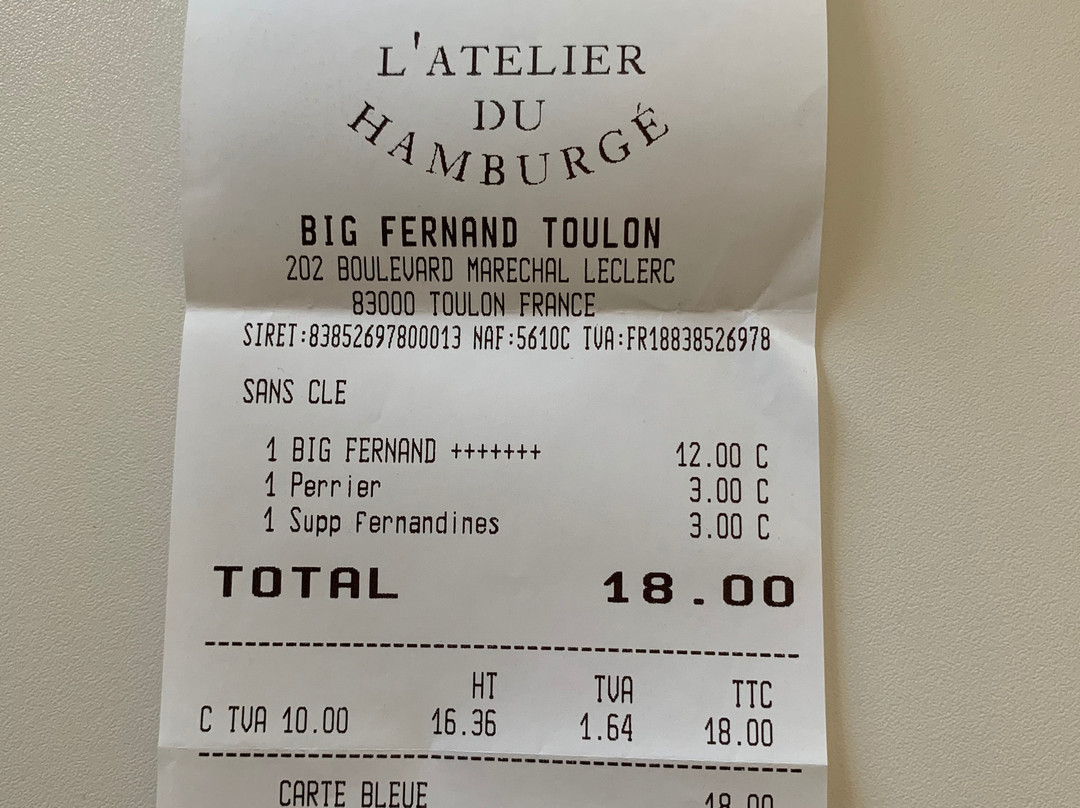 L'ATELIER
DU
HAMBURGÉ
BIG FERNAND TOULON
202 BOULEVARD MARECHAL LECLERC
83000 TOULON FRANCE
SIRET:83852697800013 NAF:5610C TVA:FR18838526978
SANS CLE
1 BIG FERNAND +++++++ 12.00 C
1 Perrier 3.00 C
1 Supp Fernandines 3.00 C
TOTAL 18.00
HT TVA TTC
C TVA 10.00 16.36 1.64 18.00
CARTE BLEUE 18.00